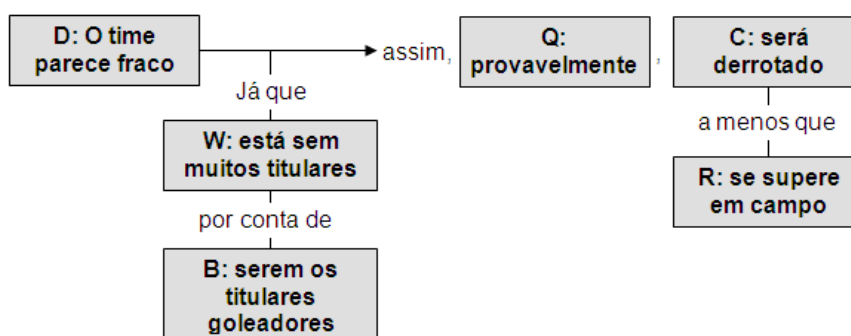 D: O time
parece fraco
assim,
Q:
provavelmente
,
C: será
derrotado
Já que
a menos que
W: está sem
muitos titulares
R: se supere
em campo
por conta de
B: serem os
titulares
goleadores